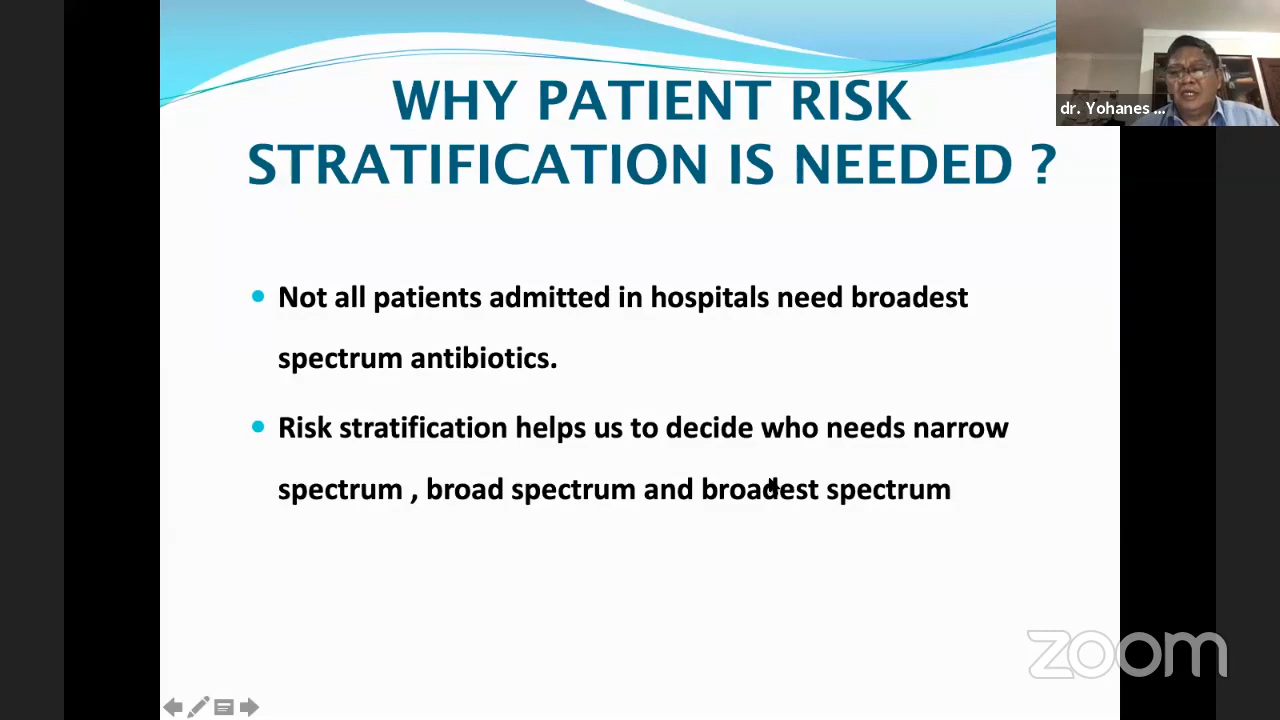 WHY PATIENT RISK
STRATIFICATION IS NEEDED ?
dr. Yohanes ...
• Not all patients admitted in hospitals need broadest
spectrum antibiotics.
• Risk stratification helps us to decide who needs narrow
spectrum , broad spectrum and broadest spectrum
zoom